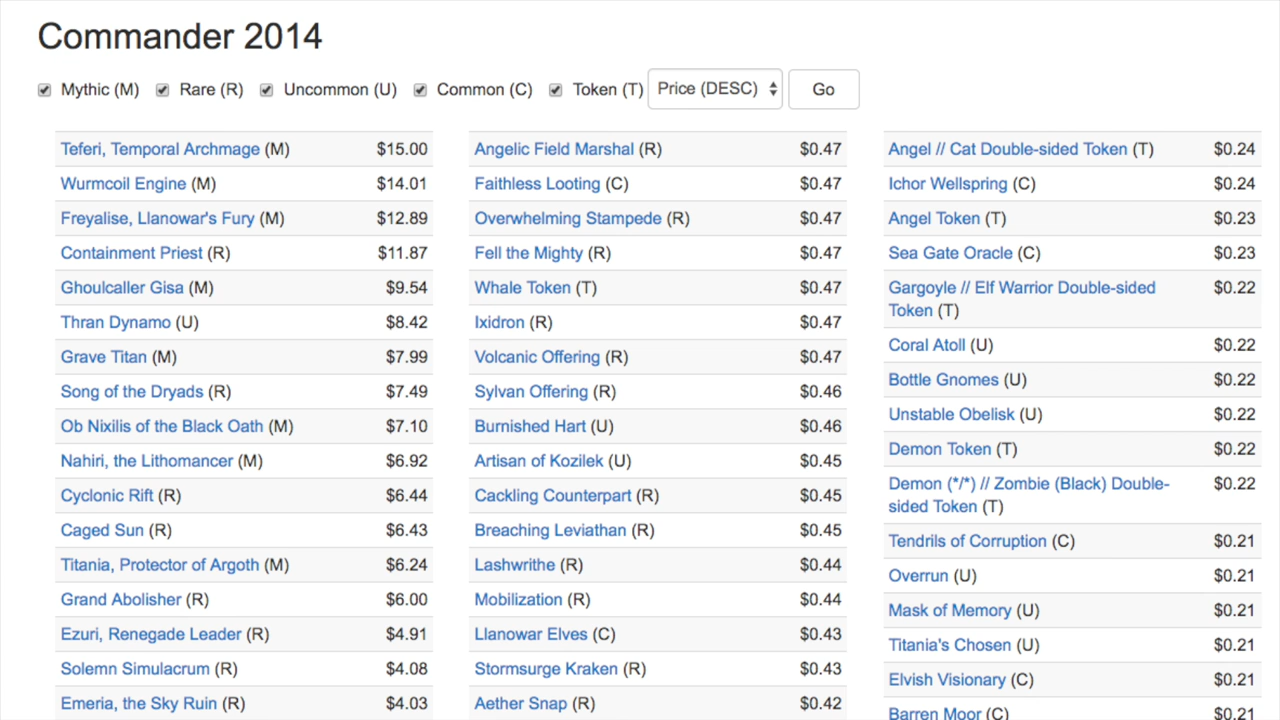 Commander 2014
Mythic (M) Rare (R) Uncommon (U) Common (C) Token (T) Price (DESC) Go
Teferi, Temporal Archmage (M) $15.00
Wurmcoil Engine (M) $14.01
Freyalise, Llanowar's Fury (M) $12.89
Containment Priest (R) $11.87
Ghoulcaller Gisa (M) $9.54
Thran Dynamo (U) $8.42
Grave Titan (M) $7.99
Song of the Dryads (R) $7.49
Ob Nixilis of the Black Oath (M) $7.10
Nahiri, the Lithomancer (M) $6.92
Cyclonic Rift (R) $6.44
Caged Sun (R) $6.43
Titania, Protector of Argoth (M) $6.24
Grand Abolisher (R) $6.00
Ezuri, Renegade Leader (R) $4.91
Solemn Simulacrum (R) $4.08
Emeria, the Sky Ruin (R) $4.03
Angelic Field Marshal (R) $0.47
Faithless Looting (C) $0.47
Overwhelming Stampede (R) $0.47
Fell the Mighty (R) $0.47
Whale Token (T) $0.47
Ixidron (R) $0.47
Volcanic Offering (R) $0.47
Sylvan Offering (R) $0.46
Burnished Hart (U) $0.46
Artisan of Kozilek (U) $0.45
Cackling Counterpart (R) $0.45
Breaching Leviathan (R) $0.45
Lashwrithe (R) $0.44
Mobilization (R) $0.44
Llanowar Elves (C) $0.43
Stormsurge Kraken (R) $0.43
Aether Snap (R) $0.42
Angel // Cat Double-sided Token (T) $0.24
Ichor Wellspring (C) $0.24
Angel Token (T) $0.23
Sea Gate Oracle (C) $0.23
Gargoyle // Elf Warrior Double-sided $0.22
Token (T)
Coral Atoll (U) $0.22
Bottle Gnomes (U) $0.22
Unstable Obelisk (U) $0.22
Demon Token (T) $0.22
Demon (*/*) // Zombie (Black) Double- $0.22
sided Token (T)
Tendrils of Corruption (C) $0.21
Overrun (U) $0.21
Mask of Memory (U) $0.21
Titania's Chosen (U) $0.21
Elvish Visionary (C) $0.21
Barren Moor (C) $0.21